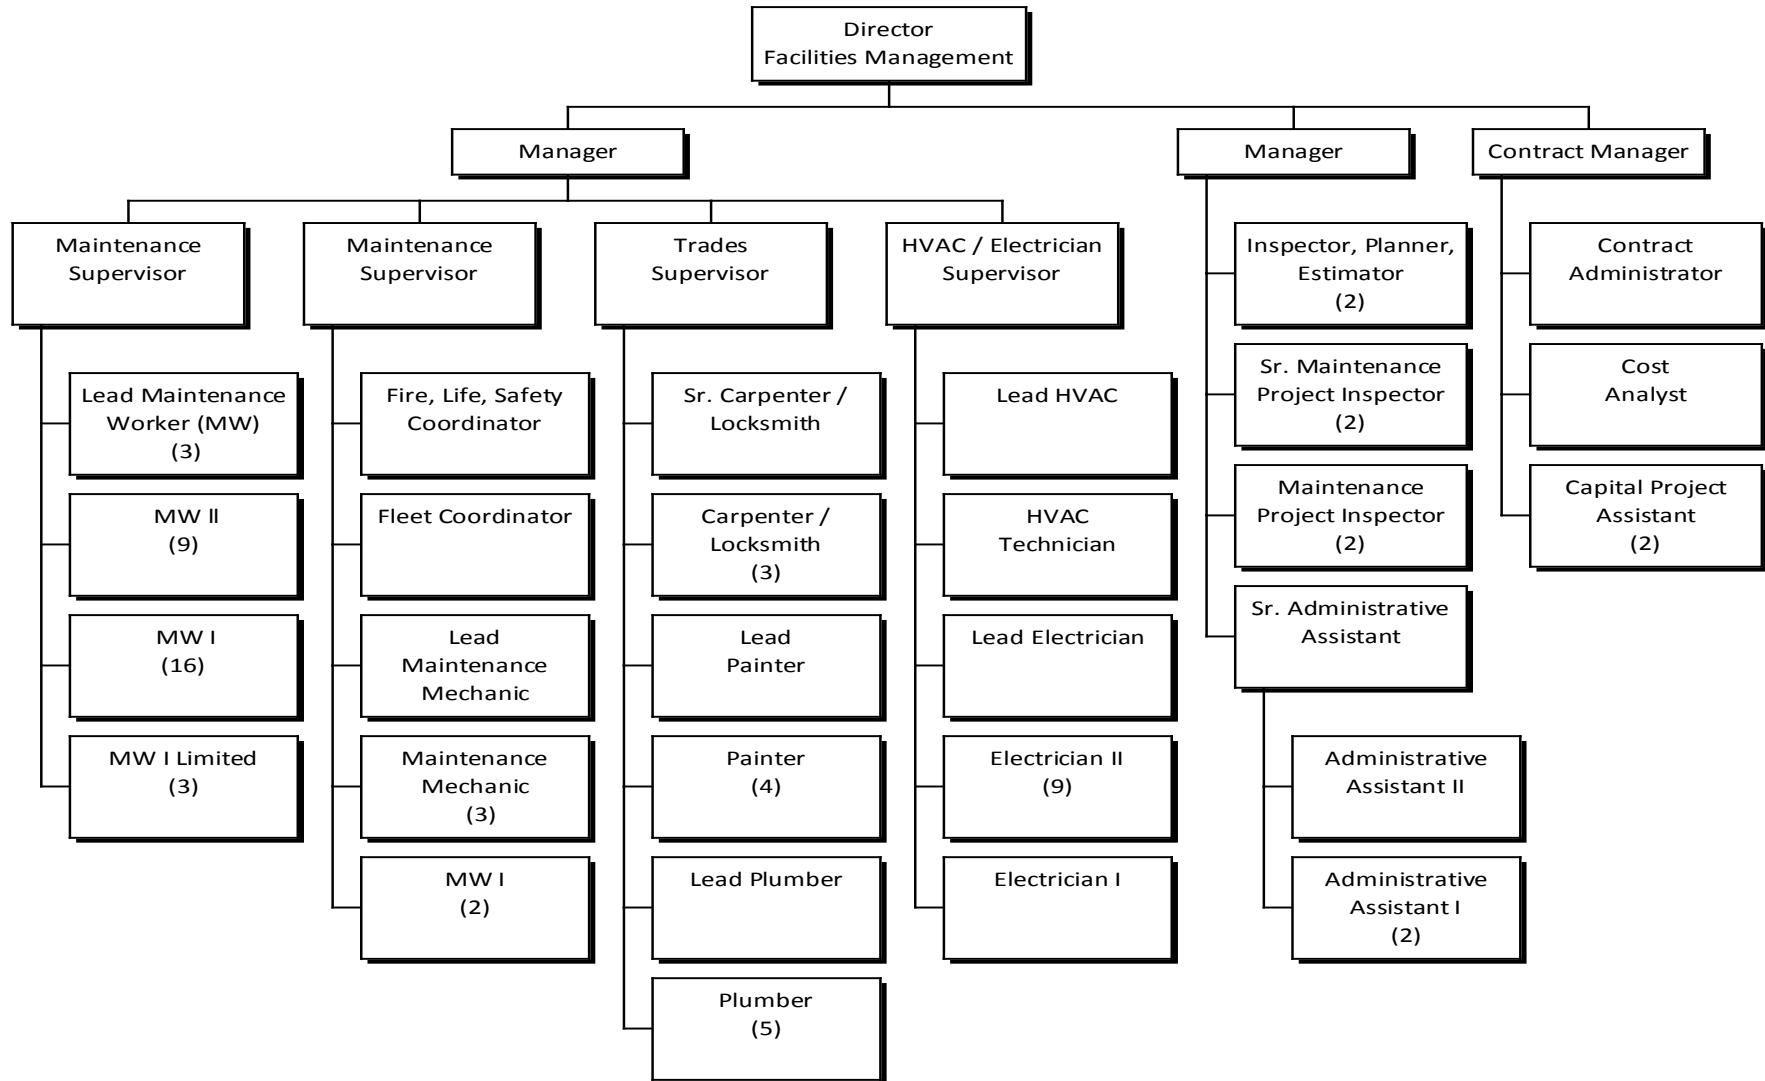 Director
Facilities Management
Manager
Manager
Contract Manager
Maintenance
Supervisor
Maintenance
Supervisor
Trades
Supervisor
HVAC / Electrician
Supervisor
Inspector, Planner,
Estimator
(2)
Contract
Administrator
Lead Maintenance
Worker (MW)
(3)
Fire, Life, Safety
Coordinator
Sr. Carpenter /
Locksmith
Lead HVAC
Sr. Maintenance
Project Inspector
(2)
Cost
Analyst
MW ll
(9)
Fleet Coordinator
Carpenter /
Locksmith
(3)
HVAC
Technician
Maintenance
Project Inspector
(2)
Capital Project
Assistant
(2)
MW I
(16)
Lead
Maintenance
Mechanic
Lead
Painter
Lead Electrician
Sr. Administrative
Assistant
MW I Limited
(3)
Maintenance
Mechanic
(3)
Painter
(4)
Electrician II
(9)
Administrative
Assistant II
MW I
(2)
Lead Plumber
Electrician I
Administrative
Assistant I
(2)
Plumber
(5)